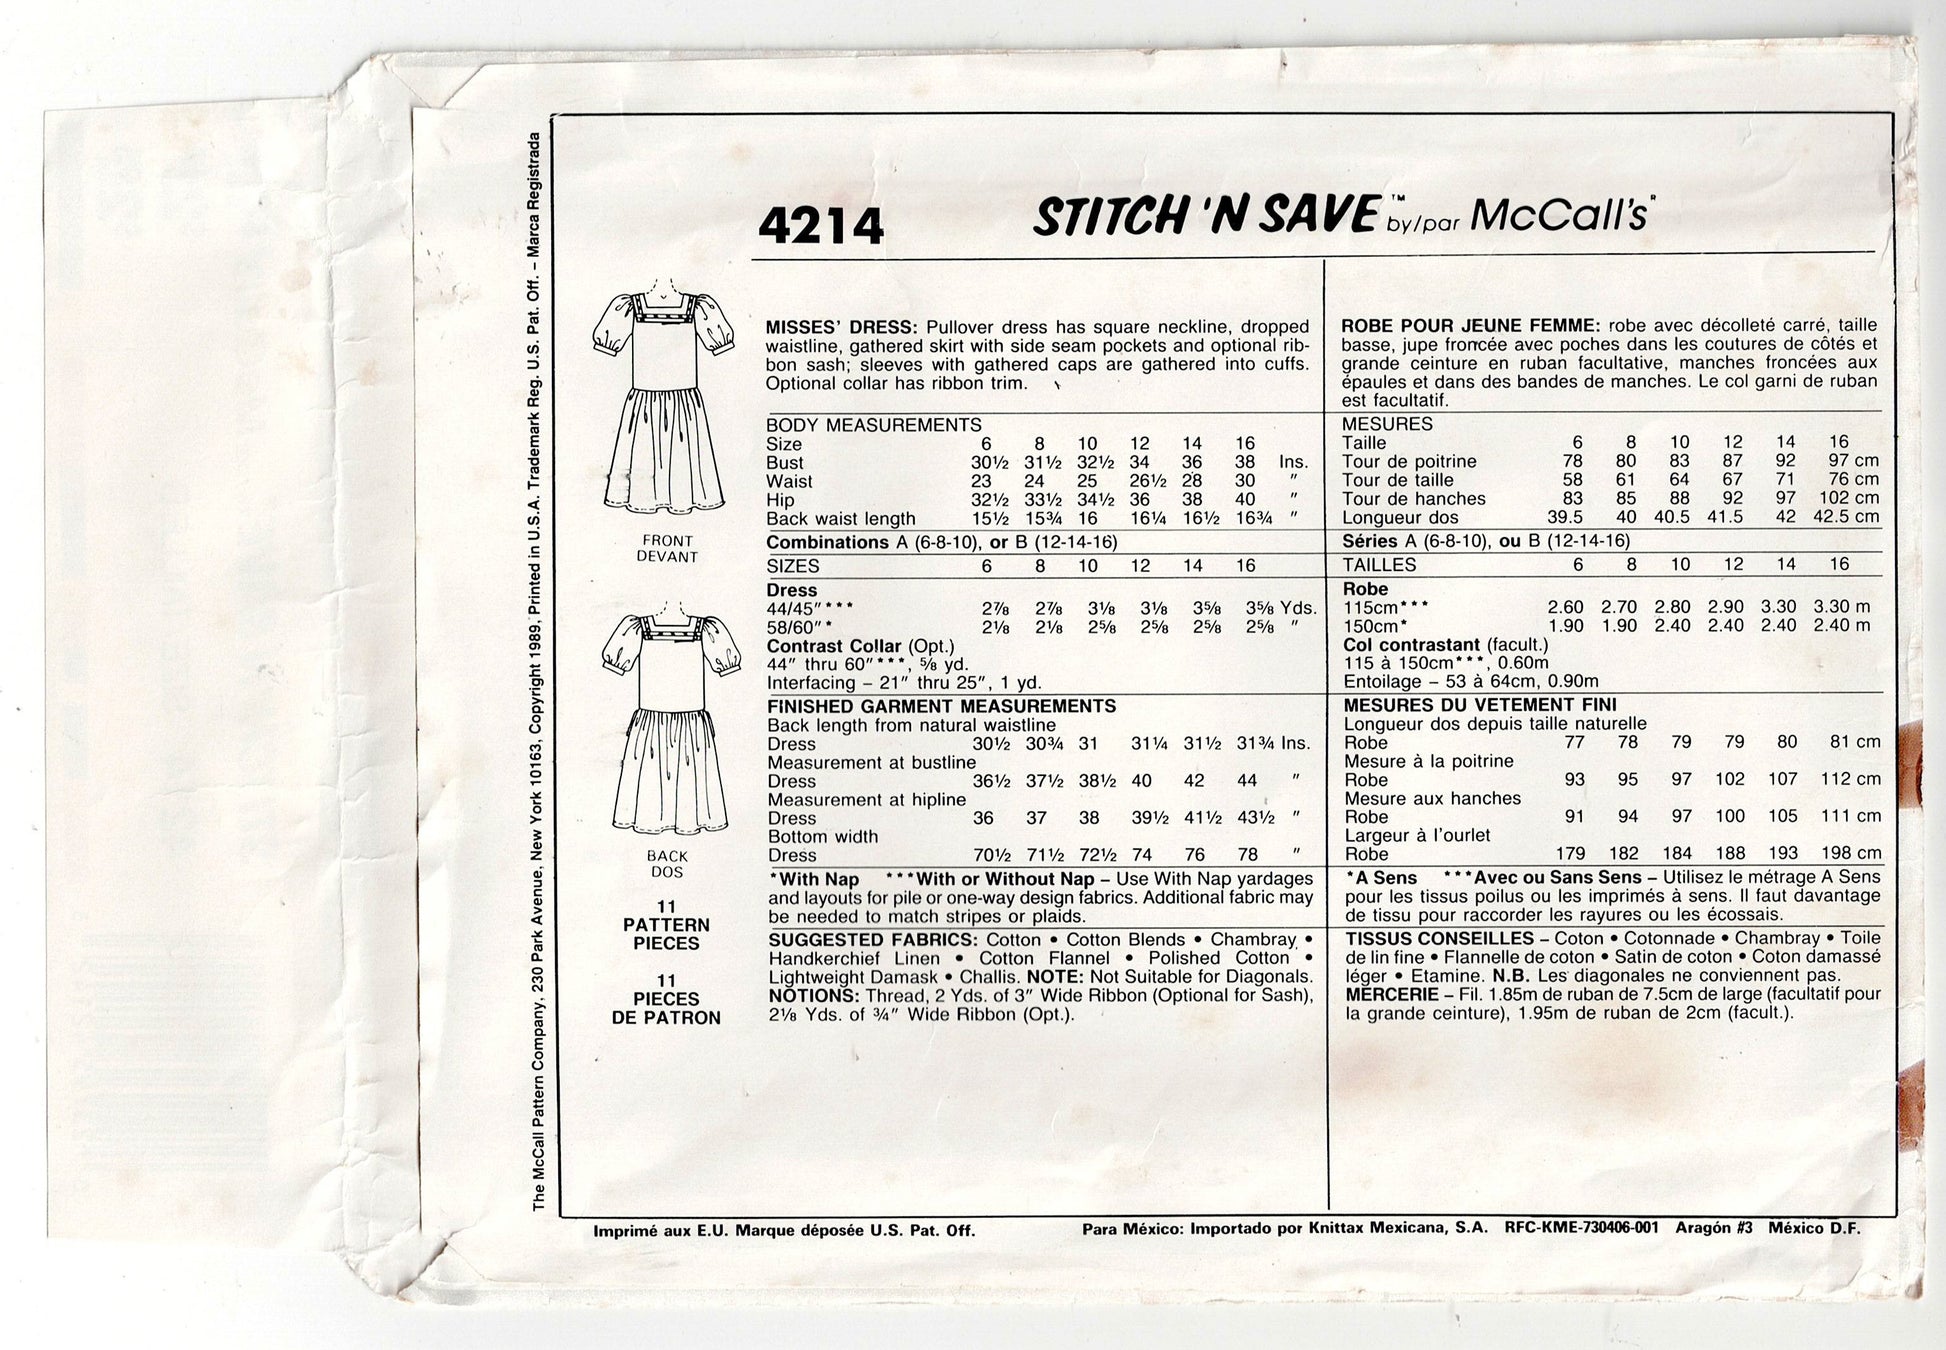 The McCall Pattern Company, 230 Park Avenue, New York 10163, Copyright 1989, Printed in U.S.A. Trademark Reg. U.S. Pat. Off. – Marca Registrada
4214
STITCH 'N SAVE™ by/par McCall's
FRONT
DEVANT
BACK
DOS
11
PATTERN
PIECES
11
PIECES
DE PATRON
MISSES' DRESS: Pullover dress has square neckline, dropped
waistline, gathered skirt with side seam pockets and optional rib-
bon sash; sleeves with gathered caps are gathered into cuffs.
Optional collar has ribbon trim.
BODY MEASUREMENTS
Size 6 8 10 12 14 16
Bust 30½ 31½ 32½ 34 36 38 Ins.
Waist 23 24 25 26½ 28 30 "
Hip 32½ 33½ 34½ 36 38 40 "
Back waist length 15½ 15¾ 16 16¼ 16½ 16¾ "
Combinations A (6-8-10), or B (12-14-16)
SIZES 6 8 10 12 14 16
Dress
44/45"*** 2⅞ 2⅞ 3⅛ 3⅛ 3⅝ 3⅝ Yds.
58/60"* 2⅛ 2⅛ 2⅝ 2⅝ 2⅝ 2⅝ "
Contrast Collar (Opt.)
44" thru 60"***, ⅝ yd.
Interfacing – 21" thru 25", 1 yd.
FINISHED GARMENT MEASUREMENTS
Back length from natural waistline
Dress 30½ 30¾ 31 31¼ 31½ 31¾ Ins.
Measurement at bustline
Dress 36½ 37½ 38½ 40 42 44 "
Measurement at hipline
Dress 36 37 38 39½ 41½ 43½ "
Bottom width
Dress 70½ 71½ 72½ 74 76 78 "
*With Nap ***With or Without Nap – Use With Nap yardages
and layouts for pile or one-way design fabrics. Additional fabric may
be needed to match stripes or plaids.
SUGGESTED FABRICS: Cotton • Cotton Blends • Chambray •
Handkerchief Linen • Cotton Flannel • Polished Cotton •
Lightweight Damask • Challis. NOTE: Not Suitable for Diagonals.
NOTIONS: Thread, 2 Yds. of 3" Wide Ribbon (Optional for Sash),
2⅛ Yds. of ¾" Wide Ribbon (Opt.).
ROBE POUR JEUNE FEMME: robe avec décolleté carré, taille
basse, jupe froncée avec poches dans les coutures de côtés et
grande ceinture en ruban facultative, manches froncées aux
épaules et dans des bandes de manches. Le col garni de ruban
est facultatif.
MESURES
Taille 6 8 10 12 14 16
Tour de poitrine 78 80 83 87 92 97 cm
Tour de taille 58 61 64 67 71 76 cm
Tour de hanches 83 85 88 92 97 102 cm
Longueur dos 39.5 40 40.5 41.5 42 42.5 cm
Séries A (6-8-10), ou B (12-14-16)
TAILLES 6 8 10 12 14 16
Robe
115cm*** 2.60 2.70 2.80 2.90 3.30 3.30 m
150cm* 1.90 1.90 2.40 2.40 2.40 2.40 m
Col contrastant (facult.)
115 à 150cm***, 0.60m
Entoilage – 53 à 64cm, 0.90m
MESURES DU VETEMENT FINI
Longueur dos depuis taille naturelle
Robe 77 78 79 79 80 81 cm
Mesure à la poitrine
Robe 93 95 97 102 107 112 cm
Mesure aux hanches
Robe 91 94 97 100 105 111 cm
Largeur à l'ourlet
Robe 179 182 184 188 193 198 cm
*A Sens ***Avec ou Sans Sens – Utilisez le métrage A Sens
pour les tissus poilus ou les imprimés à sens. Il faut davantage
de tissu pour raccorder les rayures ou les écossais.
TISSUS CONSEILLES – Coton • Cotonnade • Chambray • Toile
de lin fine • Flannelle de coton • Satin de coton • Coton damassé
léger • Etamine. N.B. Les diagonales ne conviennent pas.
MERCERIE – Fil. 1.85m de ruban de 7.5cm de large (facultatif pour
la grande ceinture), 1.95m de ruban de 2cm (facult.).
Imprimé aux E.U. Marque déposée U.S. Pat. Off.
Para México: Importado por Knittax Mexicana, S.A. RFC-KME-730406-001 Aragón #3 México D.F.